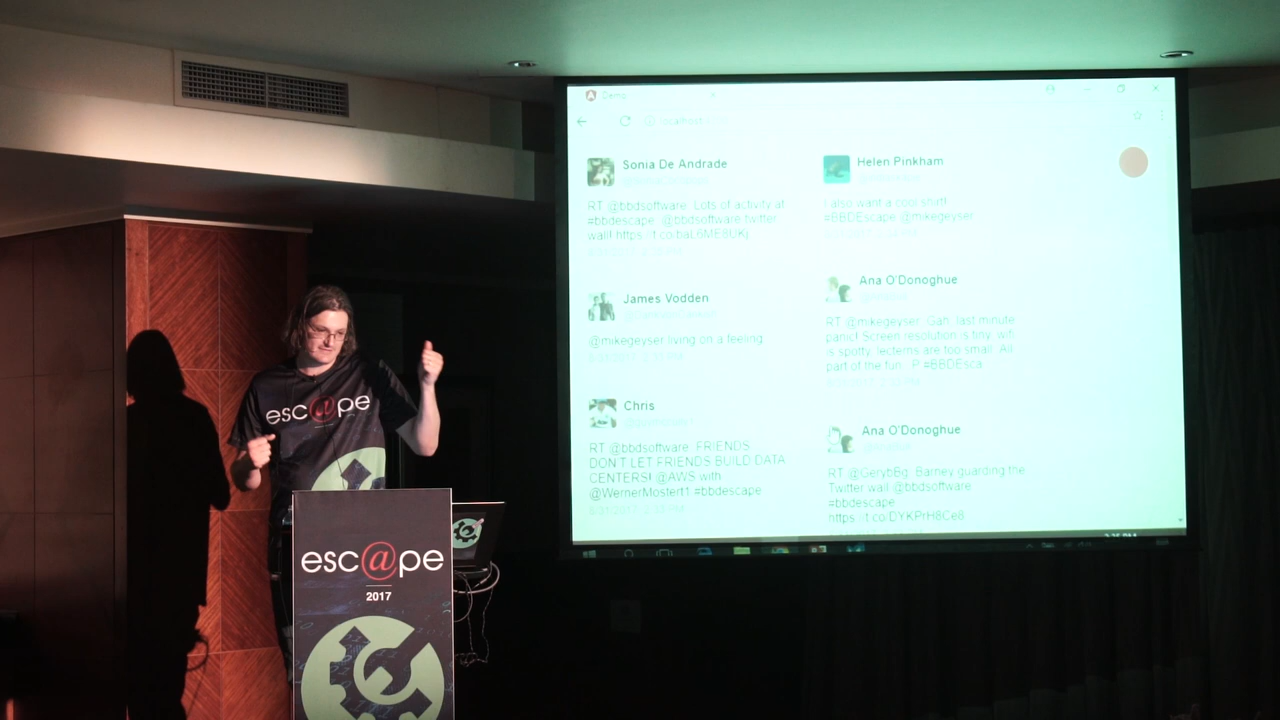 Demo
localhost
Sonia De Andrade
RT @bbdsoftware: Lots of activity at
#bbdescape. @bbdsoftware twitter
wall! https://t.co/
James Vodden
@mikegeyser living on a feeling
Chris
RT @bbdsoftware: FRIENDS
DON'T LET FRIENDS BUILD DATA
CENTERS! @AWS with
@WernerMostert1 #bbdescape
Helen Pinkham
I also want a cool shirt!
#BBDEscape @mikegeyser
Ana O'Donoghue
RT @mikegeyser: Gah, last minute
panic! Screen resolution is tiny, wifi
is spotty, lecterns are too small. All
part of the fun. :P #BBDEsca
Ana O'Donoghue
RT @GerybBg: Barney guarding the
Twitter wall @bbdsoftware
#bbdescape
https://t.co/DYKPrH8Ce8
esc@pe
esc@pe
2017